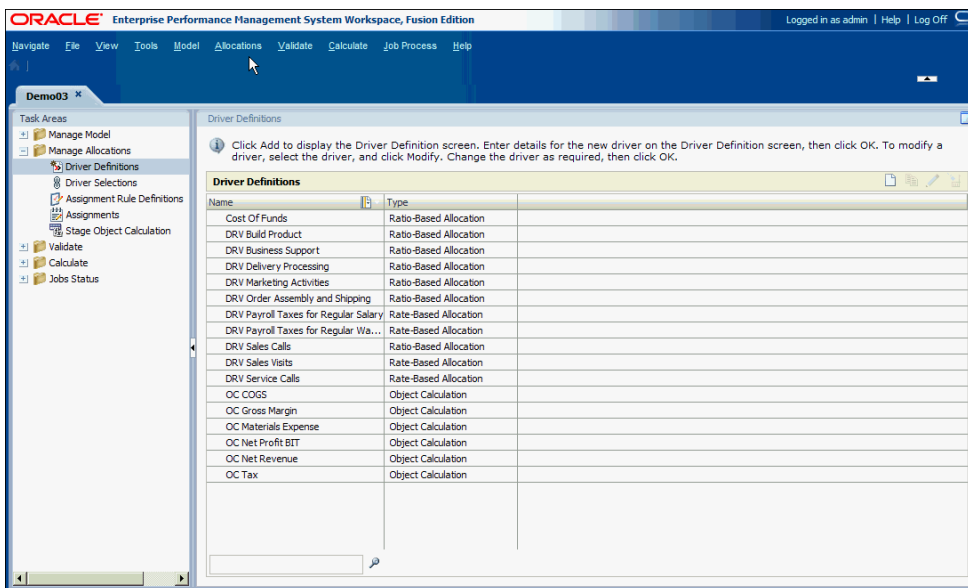 ORACLE Enterprise Performance Management System Workspace, Fusion Edition
Logged in as admin | Help | Log Off
Navigate File View Tools Model Allocations Validate Calculate Job Process Help
Demo03 ×
Task Areas
Manage Model
Manage Allocations
Driver Definitions
Driver Selections
Assignment Rule Definitions
Assignments
Stage Object Calculation
Validate
Calculate
Jobs Status
Driver Definitions
Click Add to display the Driver Definition screen. Enter details for the new driver on the Driver Definition screen, then click OK. To modify a
driver, select the driver, and click Modify. Change the driver as required, then click OK.
Driver Definitions
Name Type
Cost Of Funds Ratio-Based Allocation
DRV Build Product Ratio-Based Allocation
DRV Business Support Ratio-Based Allocation
DRV Delivery Processing Ratio-Based Allocation
DRV Marketing Activities Ratio-Based Allocation
DRV Order Assembly and Shipping Ratio-Based Allocation
DRV Payroll Taxes for Regular Salary Rate-Based Allocation
DRV Payroll Taxes for Regular Wa... Rate-Based Allocation
DRV Sales Calls Ratio-Based Allocation
DRV Sales Visits Rate-Based Allocation
DRV Service Calls Rate-Based Allocation
OC COGS Object Calculation
OC Gross Margin Object Calculation
OC Materials Expense Object Calculation
OC Net Profit BIT Object Calculation
OC Net Revenue Object Calculation
OC Tax Object Calculation